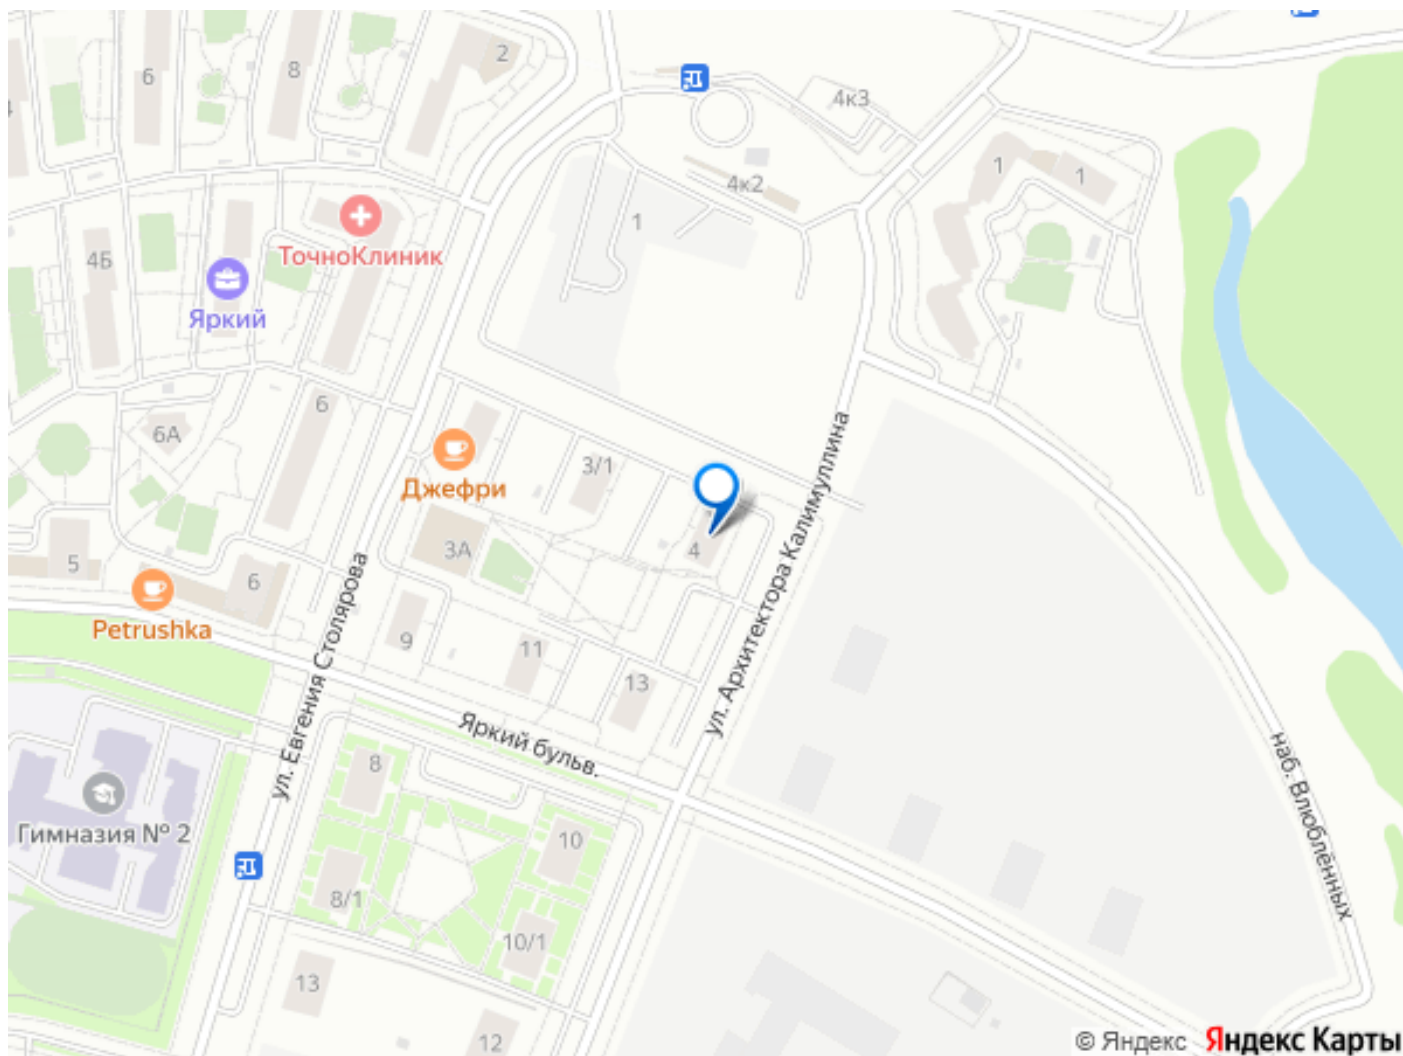 2
8
6
4
4к3
1
1
4к2
1
ТочноКлиник
4Б
Яркий
6
6А
3/1
Джефри
ул. Архитектора Калимуллина
3А
4
5
6
Petrushka
9
11
13
ул. Евгения Столярова
Яркий бульв.
8
наб. Влюблённых
Гимназия № 2
10
8/1
10/1
13
12
© Яндекс Яндекс Карты